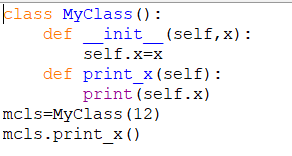 class MyClass():
    def __init__(self,x):
        self.x=x
    def print_x(self):
        print(self.x)
mcls=MyClass(12)
mcls.print_x()